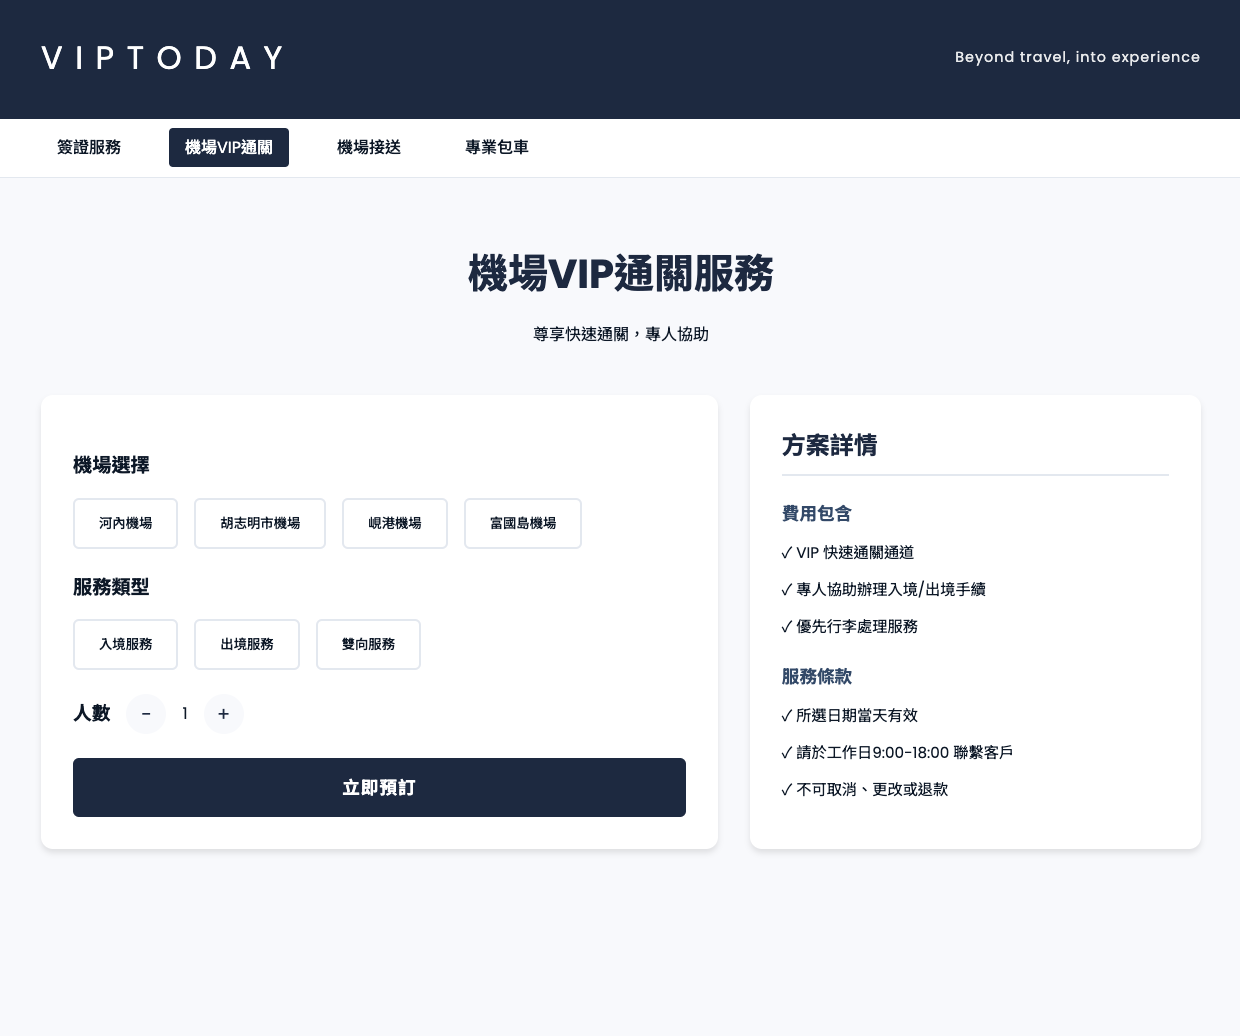 VIPTODAY
Beyond travel, into experience
簽證服務 機場VIP通關 機場接送 專業包車
機場VIP通關服務
尊享快速通關，專人協助
機場選擇
河內機場 胡志明市機場 峴港機場 富國島機場
服務類型
入境服務 出境服務 雙向服務
人數 - 1 +
立即預訂
方案詳情
費用包含
✓ VIP 快速通關通道
✓ 專人協助辦理入境/出境手續
✓ 優先行李處理服務
服務條款
✓ 所選日期當天有效
✓ 請於工作日9:00-18:00 聯繫客戶
✓ 不可取消、更改或退款